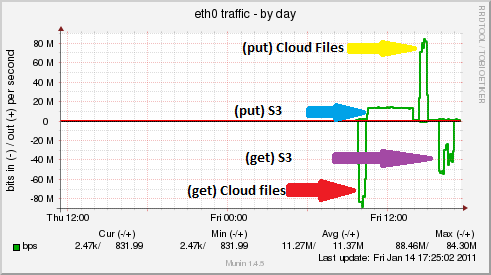 eth0 traffic - by day
RRDTOOL / TOBI OETIKER
bits in (-) / out (+) per second
80 M
60 M
40 M
20 M
0
-20 M
-40 M
-60 M
-80 M
(put) Cloud Files
(put) S3
(get) S3
(get) Cloud files
Thu 12:00 Fri 00:00 Fri 12:00
Cur (-/+) Min (-/+) Avg (-/+) Max (-/+)
bps 2.47k/ 831.99 2.47k/ 831.99 11.27M/ 11.37M 88.46M/ 84.30M
Last update: Fri Jan 14 17:25:02 2011
Munin 1.4.5